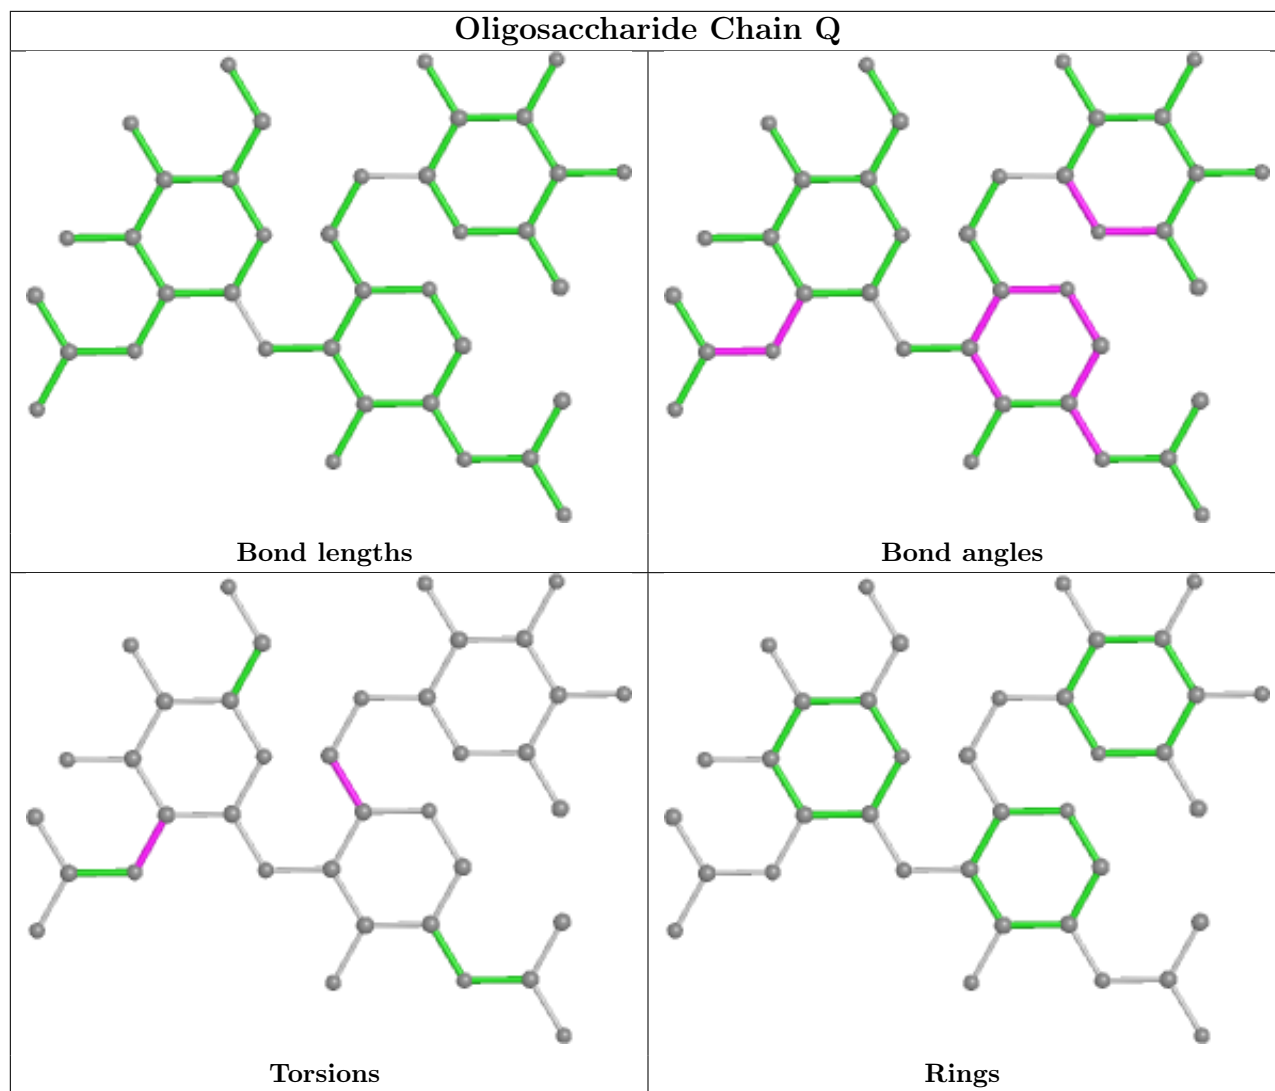 Oligosaccharide Chain Q
Bond lengths
Bond angles
Torsions
Rings